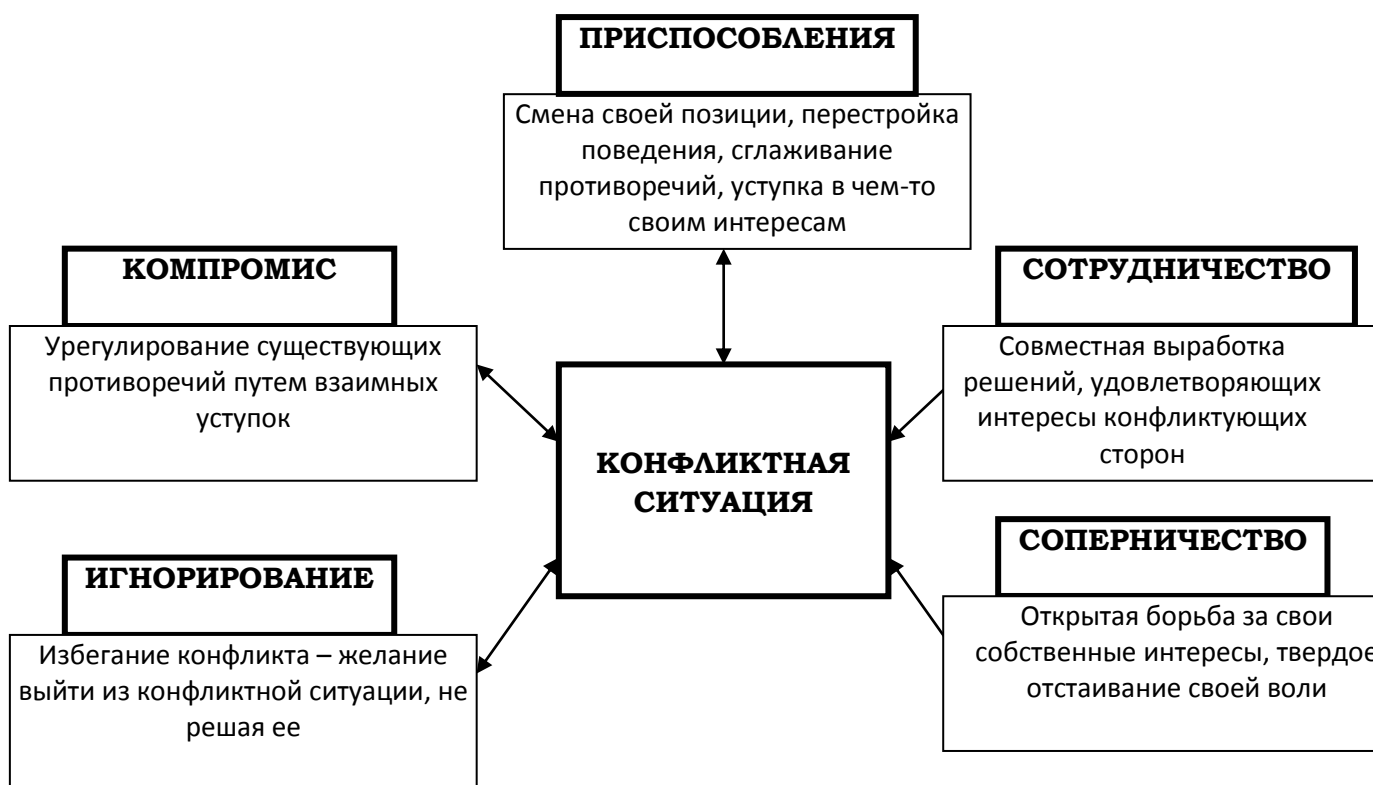 ПРИСПОСОБЛЕНИЯ
Смена своей позиции, перестройка
поведения, сглаживание
противоречий, уступка в чем-то
своим интересам
КОМПРОМИС
Урегулирование существующих
противоречий путем взаимных
уступок
СОТРУДНИЧЕСТВО
Совместная выработка
решений, удовлетворяющих
интересы конфликтующих
сторон
КОНФЛИКТНАЯ
СИТУАЦИЯ
ИГНОРИРОВАНИЕ
Избегание конфликта – желание
выйти из конфликтной ситуации, не
решая ее
СОПЕРНИЧЕСТВО
Открытая борьба за свои
собственные интересы, твердое
отстаивание своей воли